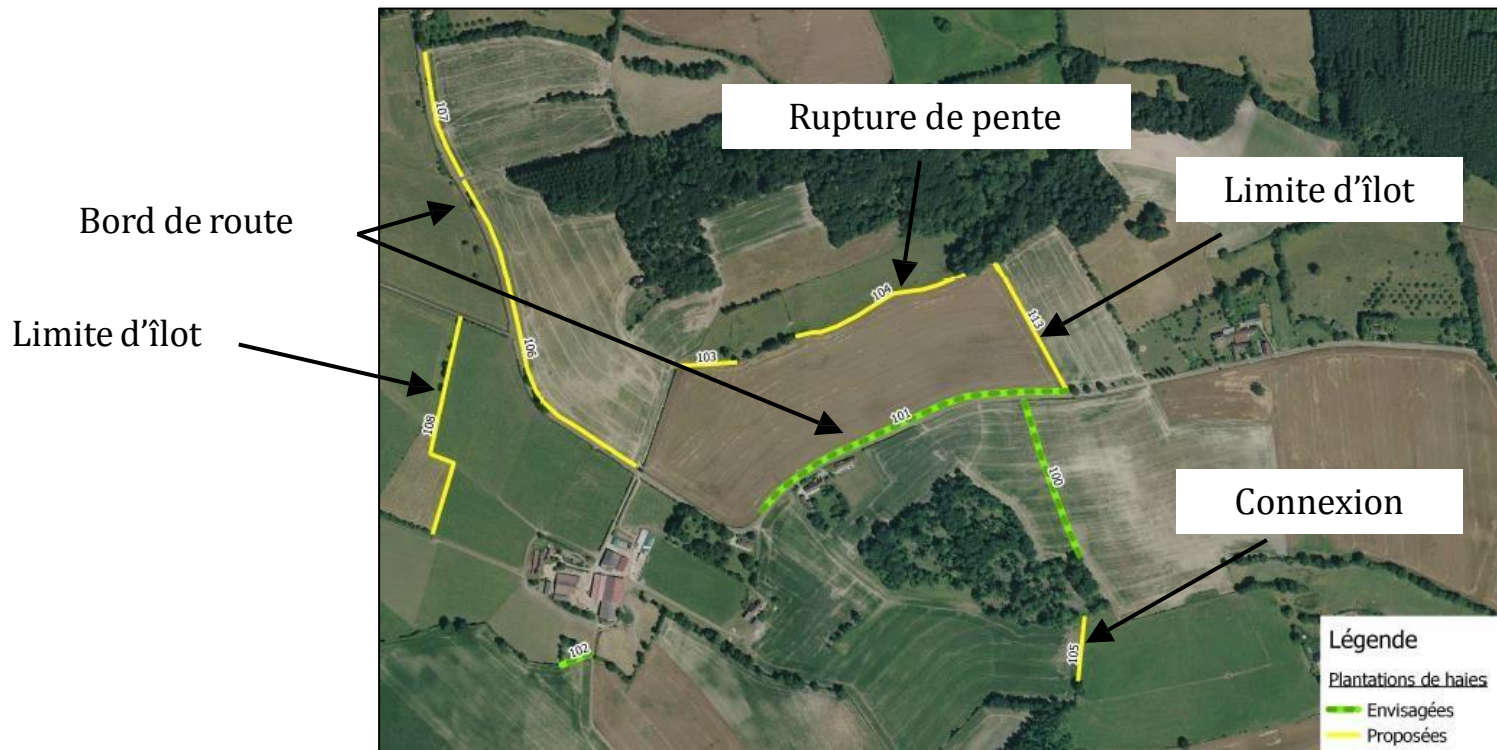 107
Rupture de pente
Limite d’îlot
Bord de route
104
113
Limite d’îlot
106
103
101
108
100
Connexion
102
105
Légende
Plantations de haies
Envisagées
Proposées